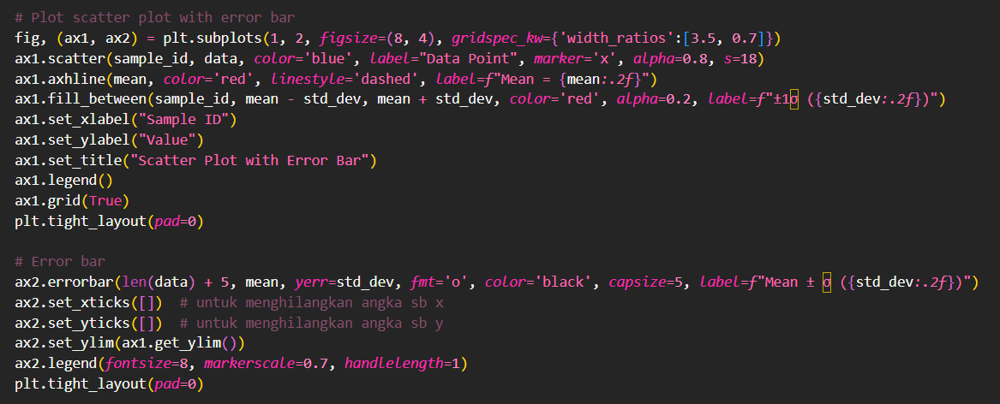 # Plot scatter plot with error bar
fig, (ax1, ax2) = plt.subplots(1, 2, figsize=(8, 4), gridspec_kw={'width_ratios':[3.5, 0.7]})
ax1.scatter(sample_id, data, color='blue', label="Data Point", marker='x', alpha=0.8, s=18)
ax1.axhline(mean, color='red', linestyle='dashed', label=f"Mean = {mean:.2f}")
ax1.fill_between(sample_id, mean - std_dev, mean + std_dev, color='red', alpha=0.2, label=f"±1σ ({std_dev:.2f})")
ax1.set_xlabel("Sample ID")
ax1.set_ylabel("Value")
ax1.set_title("Scatter Plot with Error Bar")
ax1.legend()
ax1.grid(True)
plt.tight_layout(pad=0)

# Error bar
ax2.errorbar(len(data) + 5, mean, yerr=std_dev, fmt='o', color='black', capsize=5, label=f"Mean ± σ ({std_dev:.2f})")
ax2.set_xticks([])  # untuk menghilangkan angka sb x
ax2.set_yticks([])  # untuk menghilangkan angka sb y
ax2.set_ylim(ax1.get_ylim())
ax2.legend(fontsize=8, markerscale=0.7, handlelength=1)
plt.tight_layout(pad=0)